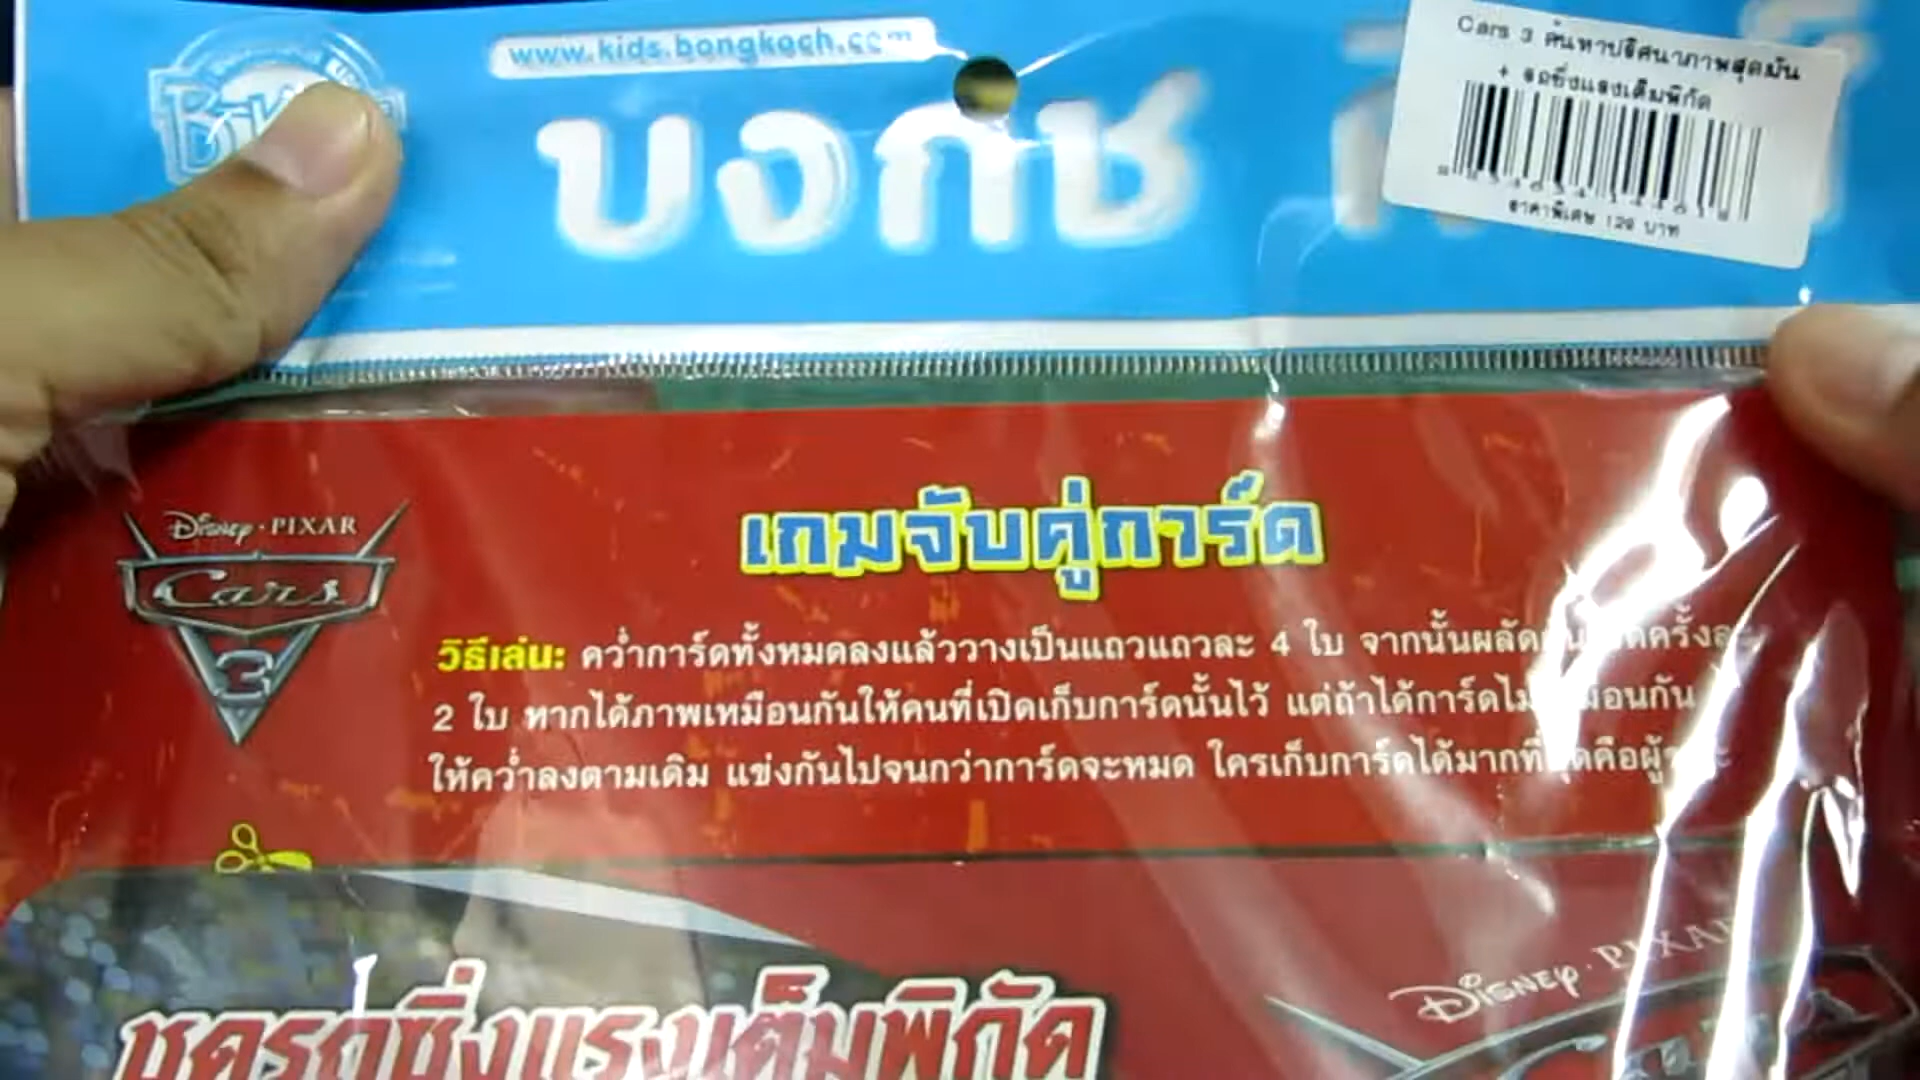 www.kids.bongkoch.com
บงกช
Cars 3 ค้นหาปริศนาภาพสุดมัน
+ รถซิ่งแรงเต็มพิกัด
ราคาพิเศษ 129 บาท
DISNEY · PIXAR
Cars
3
เกมจับคู่การ์ด
วิธีเล่น: คว่ำการ์ดทั้งหมดลงแล้ววางเป็นแถวแถวละ 4 ใบ จากนั้นผลัด
2 ใบ หากได้ภาพเหมือนกันให้คนที่เปิดเก็บการ์ดนั้นไว้ แต่ถ้าได้การ์ดไม่เหมือนกัน
ให้คว่ำลงตามเดิม แข่งกันไปจนกว่าการ์ดจะหมด ใครเก็บการ์ดได้มากที่สุดคือผู้
DISNEY · PIXAR
ชุดรถซิ่งแรงเต็มพิกัด